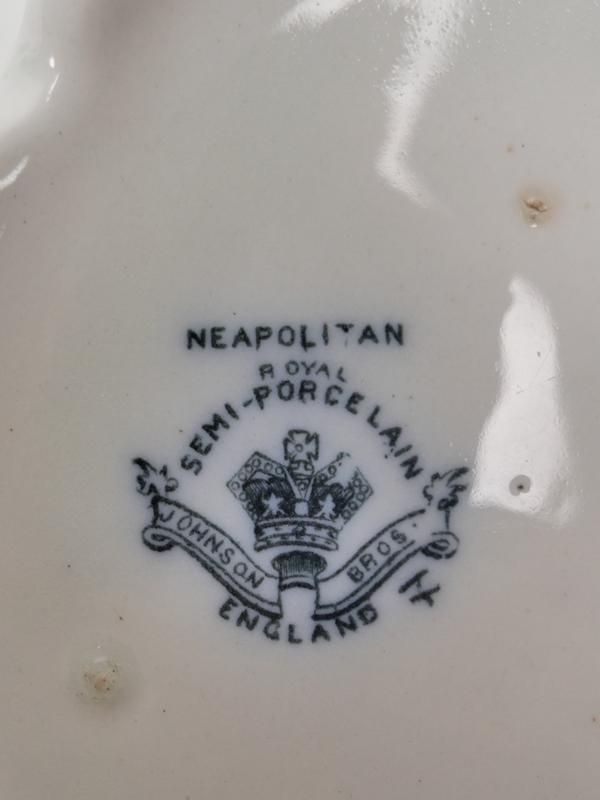 NEAPOLITAN
ROYAL
SEMI-PORCELAIN
JOHNSON BROS.
ENGLAND